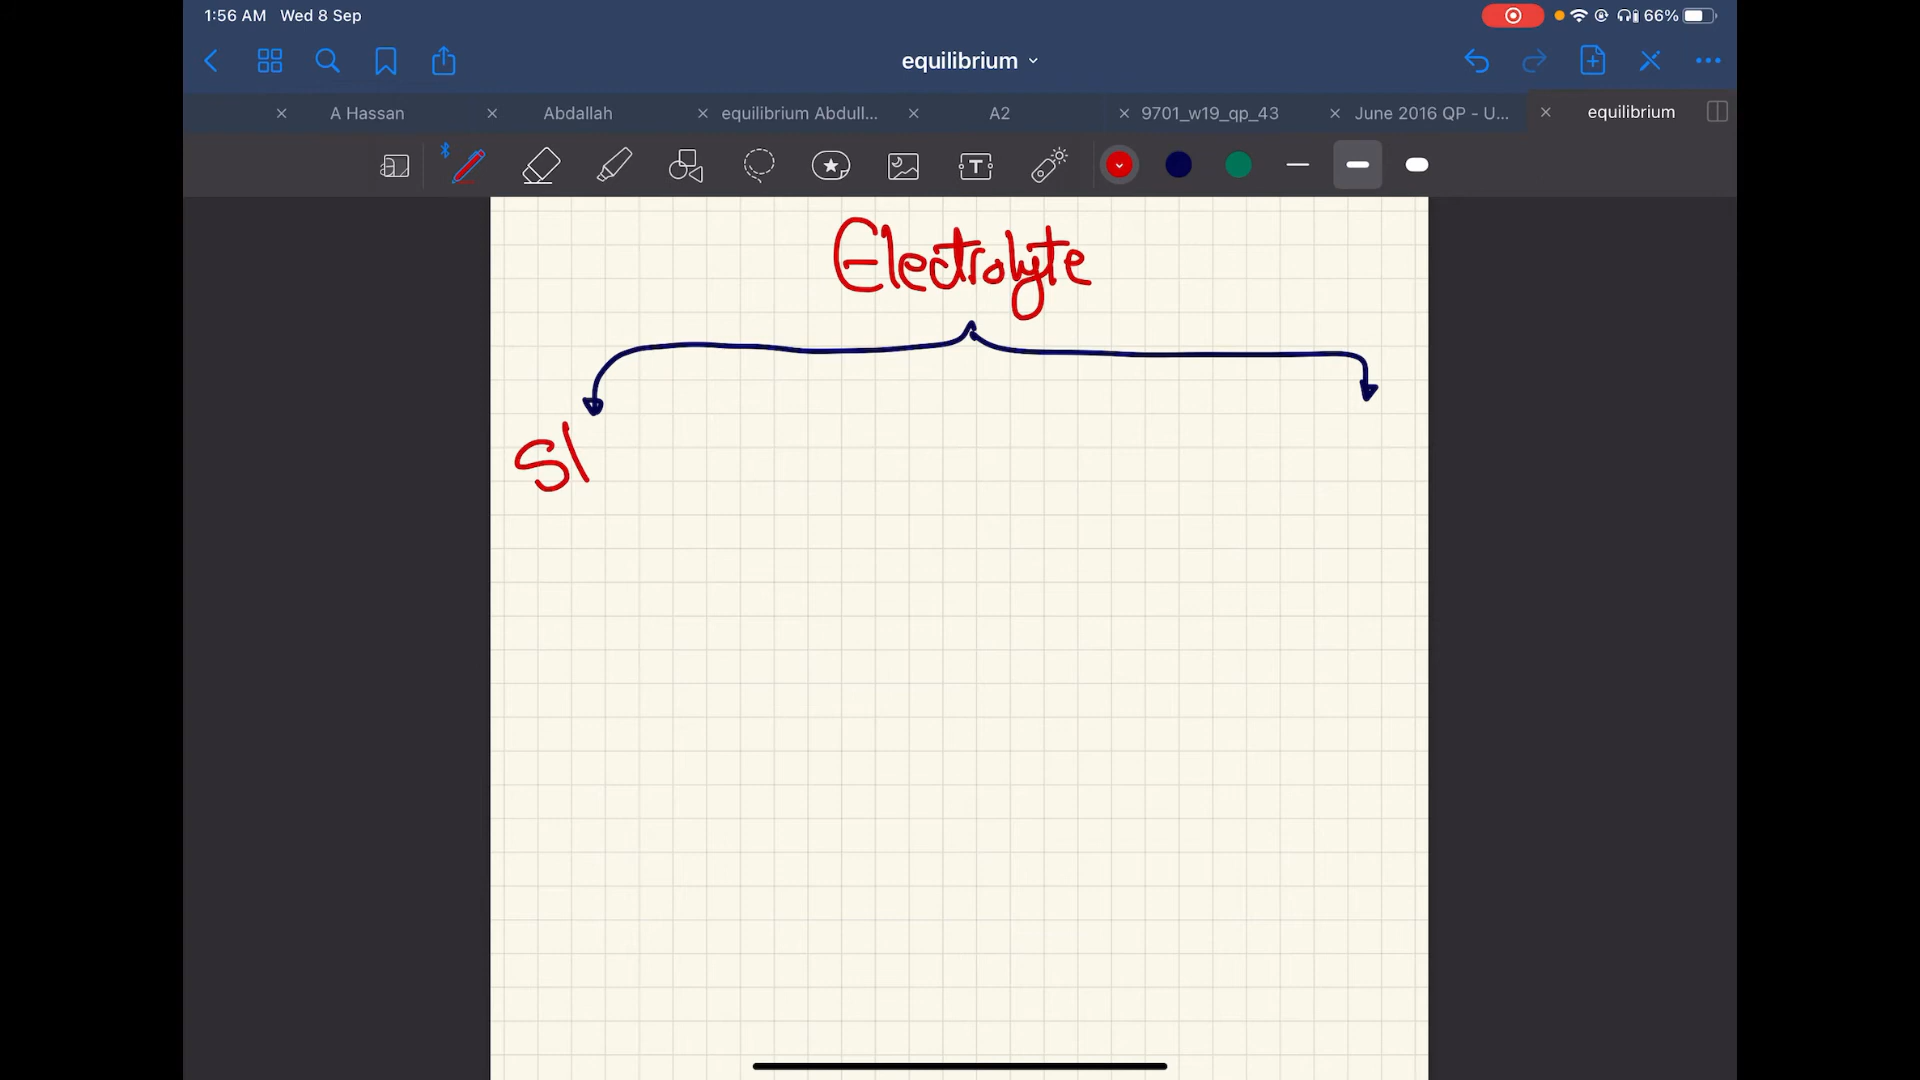 1:56 AM Wed 8 Sep 66%
equilibrium
A Hassan Abdallah equilibrium Abdull... A2 9701_w19_qp_43 June 2016 QP - U... equilibrium
Electrolyte